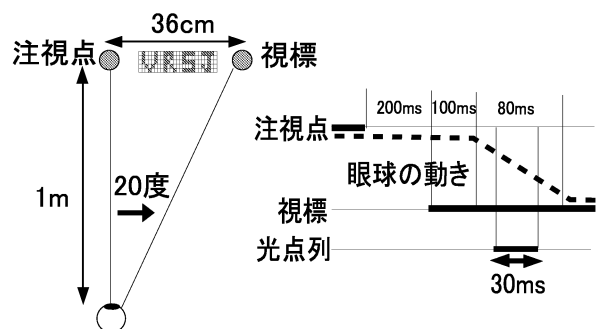 36cm
注視点
VRSJ
視標
1m
20度
200ms
100ms
80ms
注視点
眼球の動き
視標
光点列
30ms